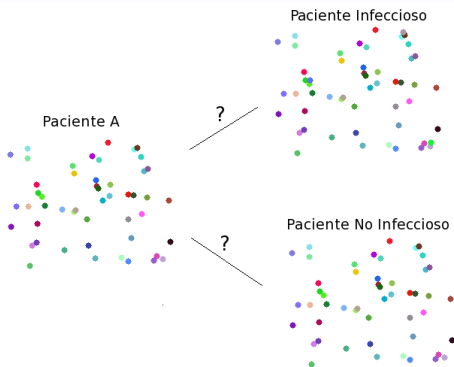 Paciente Infeccioso
Paciente A
?
?
Paciente No Infeccioso